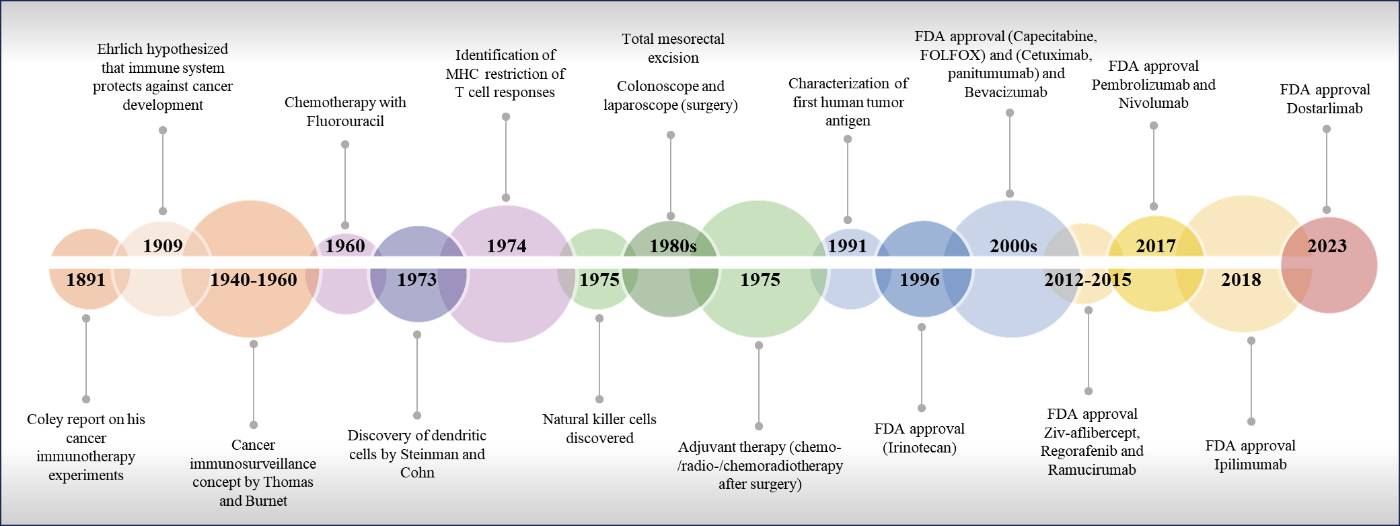 Ehrlich hypothesized
that immune system
protects against cancer
development
Chemotherapy with
Fluorouracil
Identification of
MHC restriction of
T cell responses
Total mesorectal
excision
Colonoscope and
laparoscope (surgery)
Characterization of
first human tumor
antigen
FDA approval (Capecitabine,
FOLFOX) and (Cetuximab,
panitumumab) and
Bevacizumab
FDA approval
Pembrolizumab and
Nivolumab
FDA approval
Dostarlimab
1891
1909
1940-1960
1960
1973
1974
1975
1980s
1975
1991
1996
2000s
2012-2015
2017
2018
2023
Coley report on his
cancer
immunotherapy
experiments
Cancer
immunosurveillance
concept by Thomas
and Burnet
Discovery of dendritic
cells by Steinman and
Cohn
Natural killer cells
discovered
Adjuvant therapy (chemo-
/radio-/chemoradiotherapy
after surgery)
FDA approval
(Irinotecan)
FDA approval
Ziv-aflibercept,
Regorafenib and
Ramucirumab
FDA approval
Ipilimumab